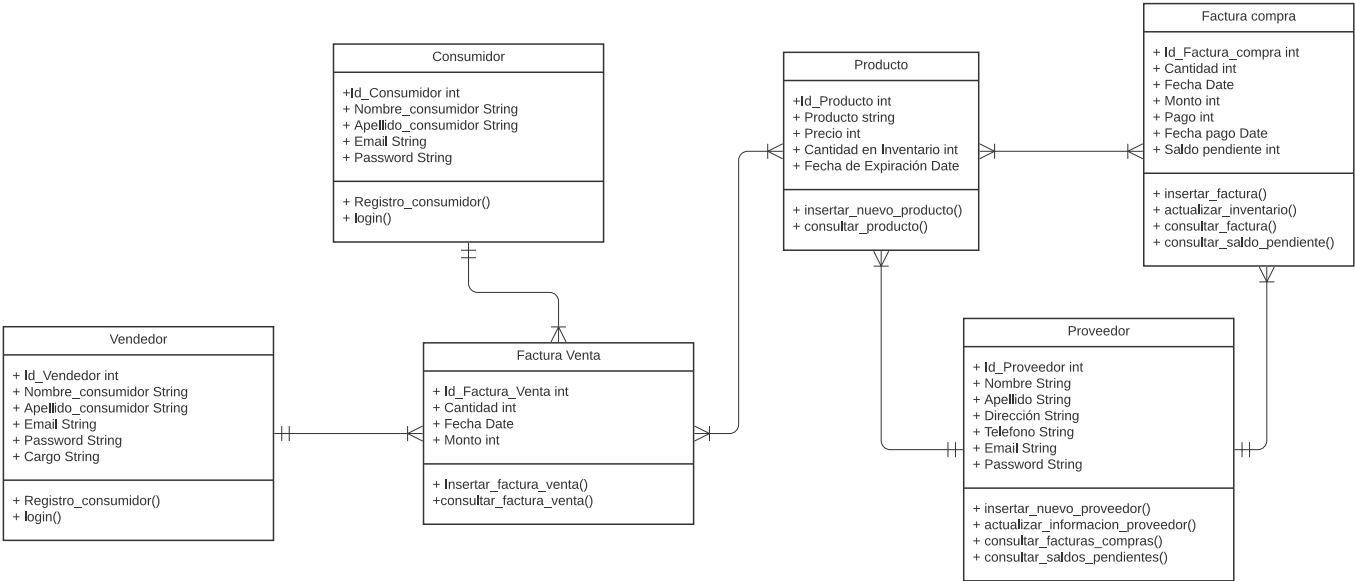 Consumidor
+Id_Consumidor int
+ Nombre_consumidor String
+ Apellido_consumidor String
+ Email String
+ Password String
+ Registro_consumidor()
+ login()
Producto
+Id_Producto int
+ Producto string
+ Precio int
+ Cantidad en Inventario int
+ Fecha de Expiración Date
+ insertar_nuevo_producto()
+ consultar_producto()
Factura compra
+ Id_Factura_compra int
+ Cantidad int
+ Fecha Date
+ Monto int
+ Pago int
+ Fecha pago Date
+ Saldo pendiente int
+ insertar_factura()
+ actualizar_inventario()
+ consultar_factura()
+ consultar_saldo_pendiente()
Vendedor
+ Id_Vendedor int
+ Nombre_consumidor String
+ Apellido_consumidor String
+ Email String
+ Password String
+ Cargo String
+ Registro_consumidor()
+ login()
Factura Venta
+ Id_Factura_Venta int
+ Cantidad int
+ Fecha Date
+ Monto int
+ Insertar_factura_venta()
+consultar_factura_venta()
Proveedor
+ Id_Proveedor int
+ Nombre String
+ Apellido String
+ Dirección String
+ Telefono String
+ Email String
+ Password String
+ insertar_nuevo_proveedor()
+ actualizar_informacion_proveedor()
+ consultar_facturas_compras()
+ consultar_saldos_pendientes()